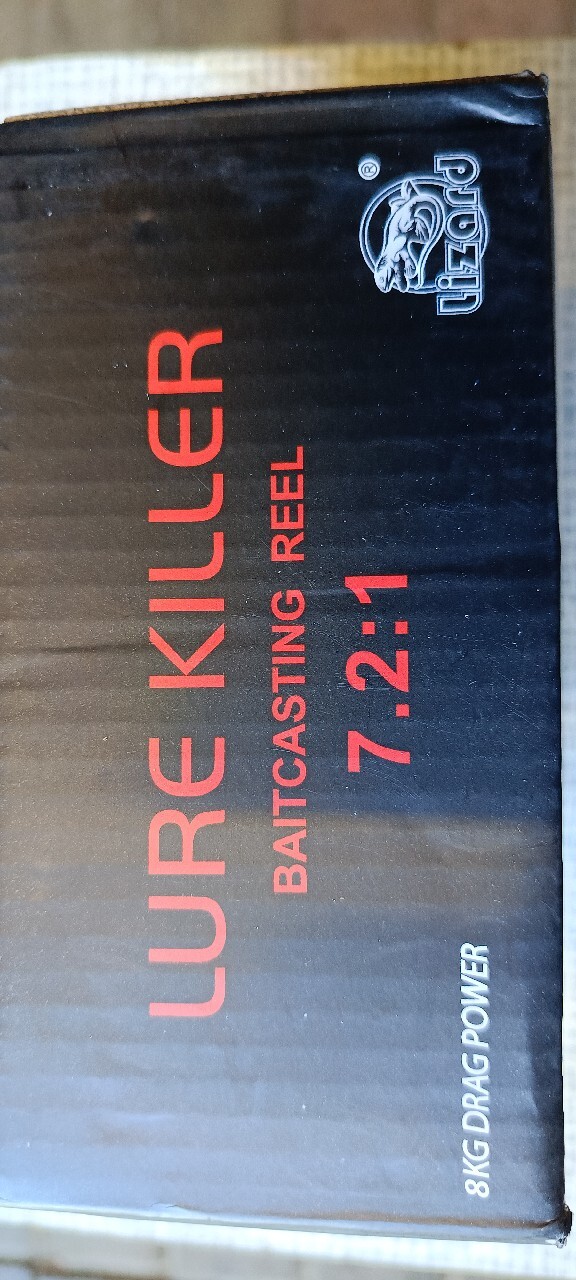 Lizard ®
LURE KILLER
BAITCASTING REEL
7.2:1
8KG DRAG POWER